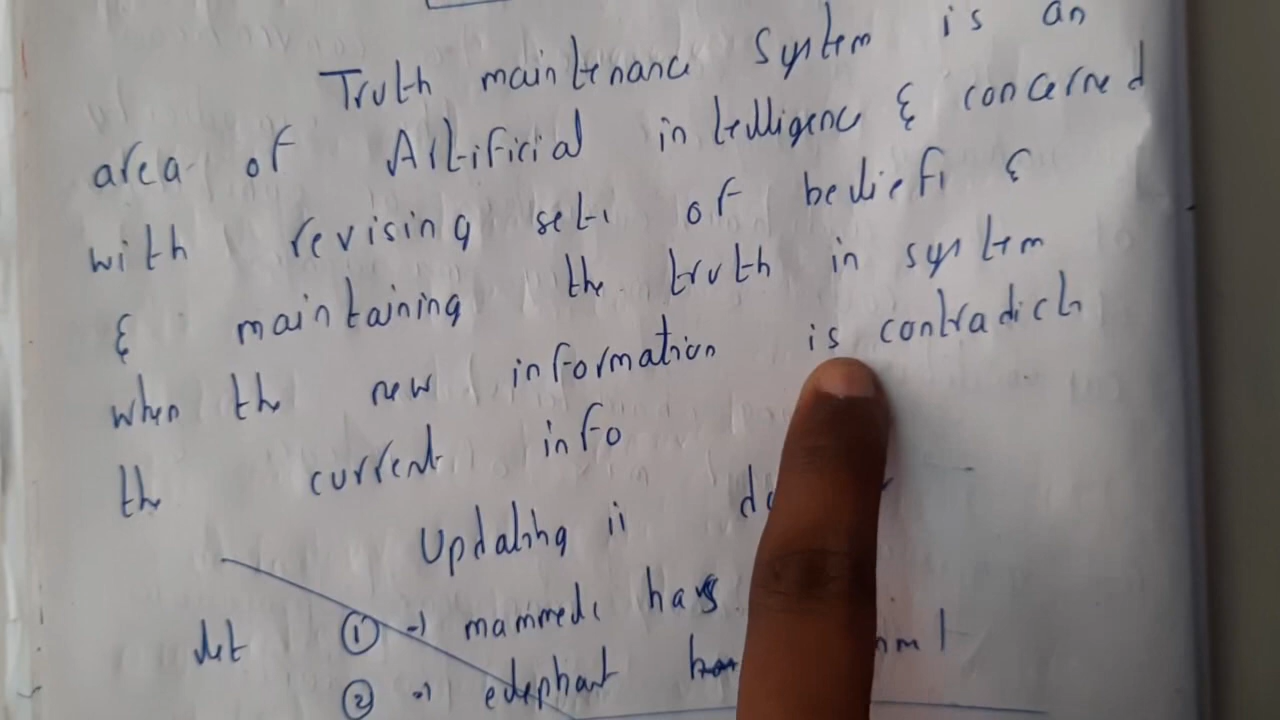 Truth maintenance system is an
area of Artificial intelligence & concerned
with revising sets of beliefs &
& maintaining the truth in system
when the new information is contradicts
the current info
Updating is
let ① → mammals has
② → elephant